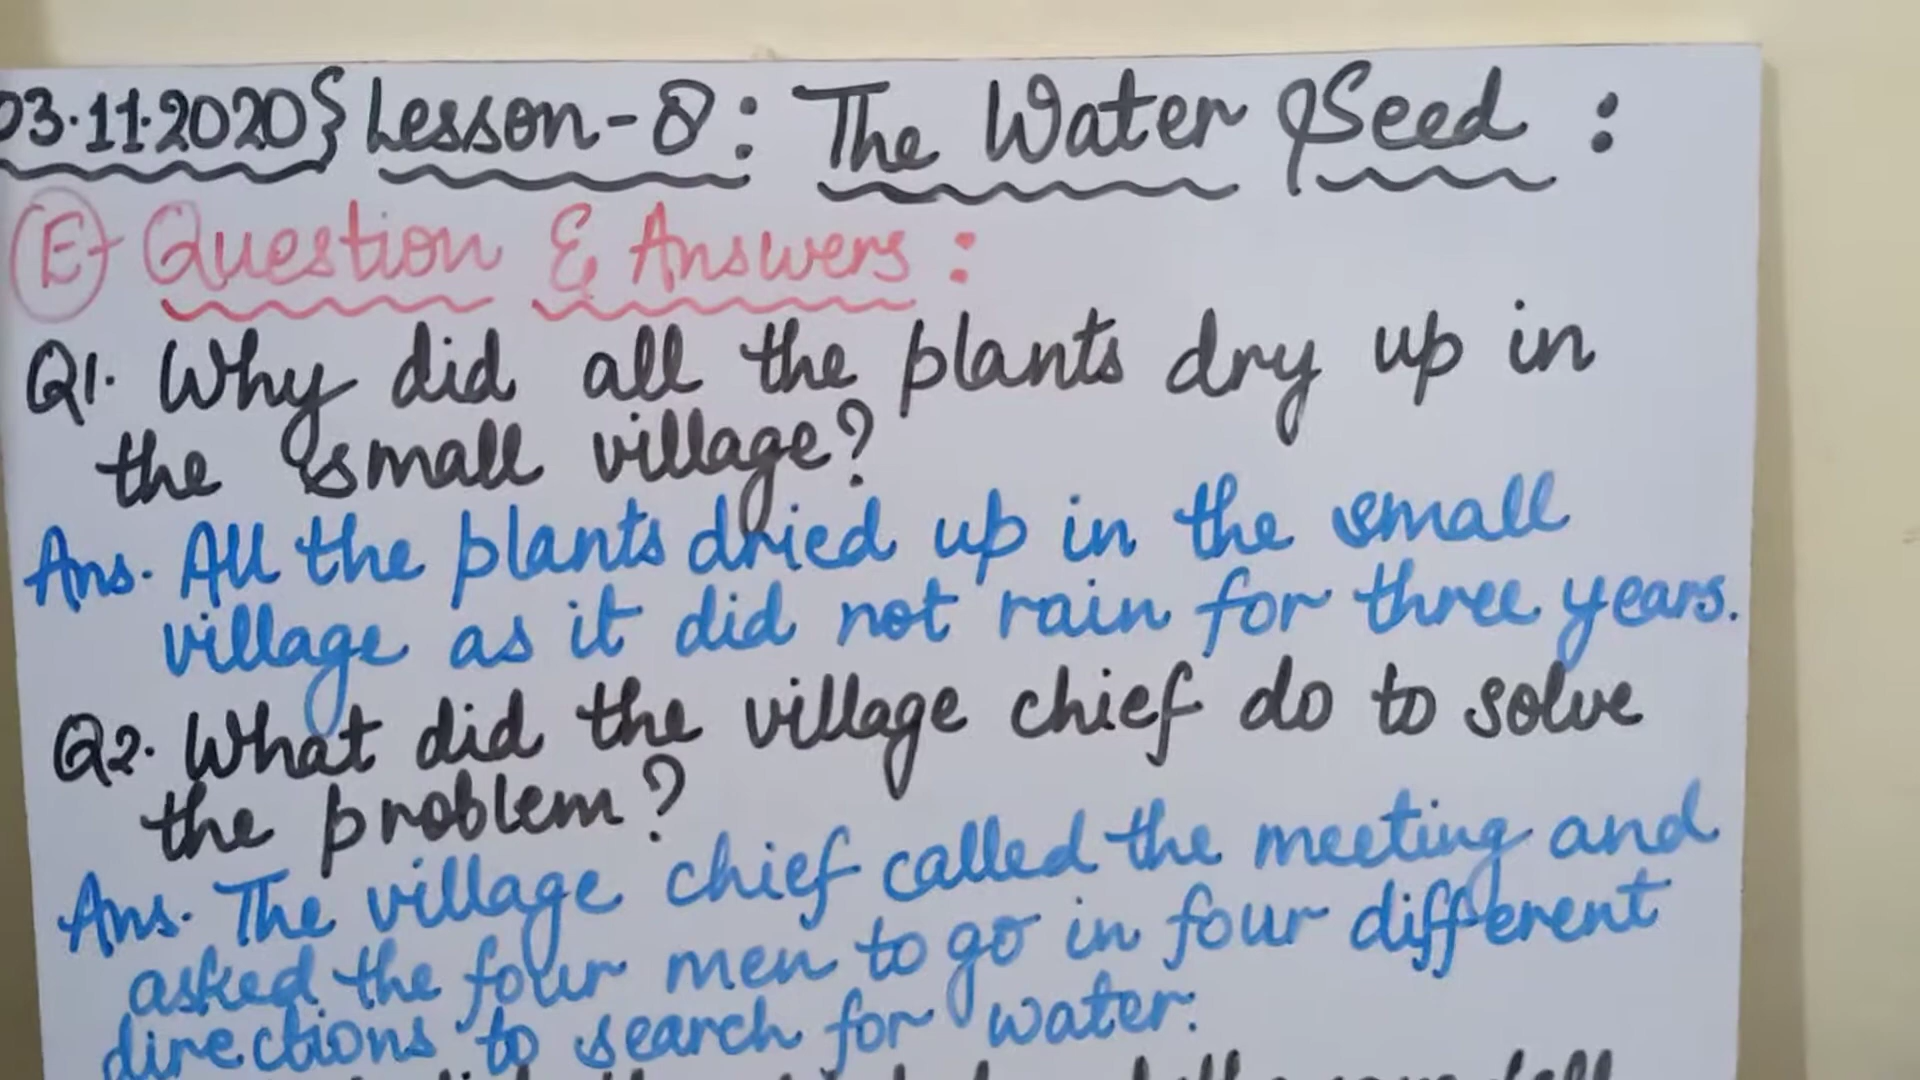 03.11.2020} Lesson-8: The Water Seed :
(E) Question & Answers :
Q1. Why did all the plants dry up in
the small village?
Ans. All the plants dried up in the small
village as it did not rain for three years.
Q2. What did the village chief do to solve
the problem?
Ans. The village chief called the meeting and
asked the four men to go in four different
directions to search for water.